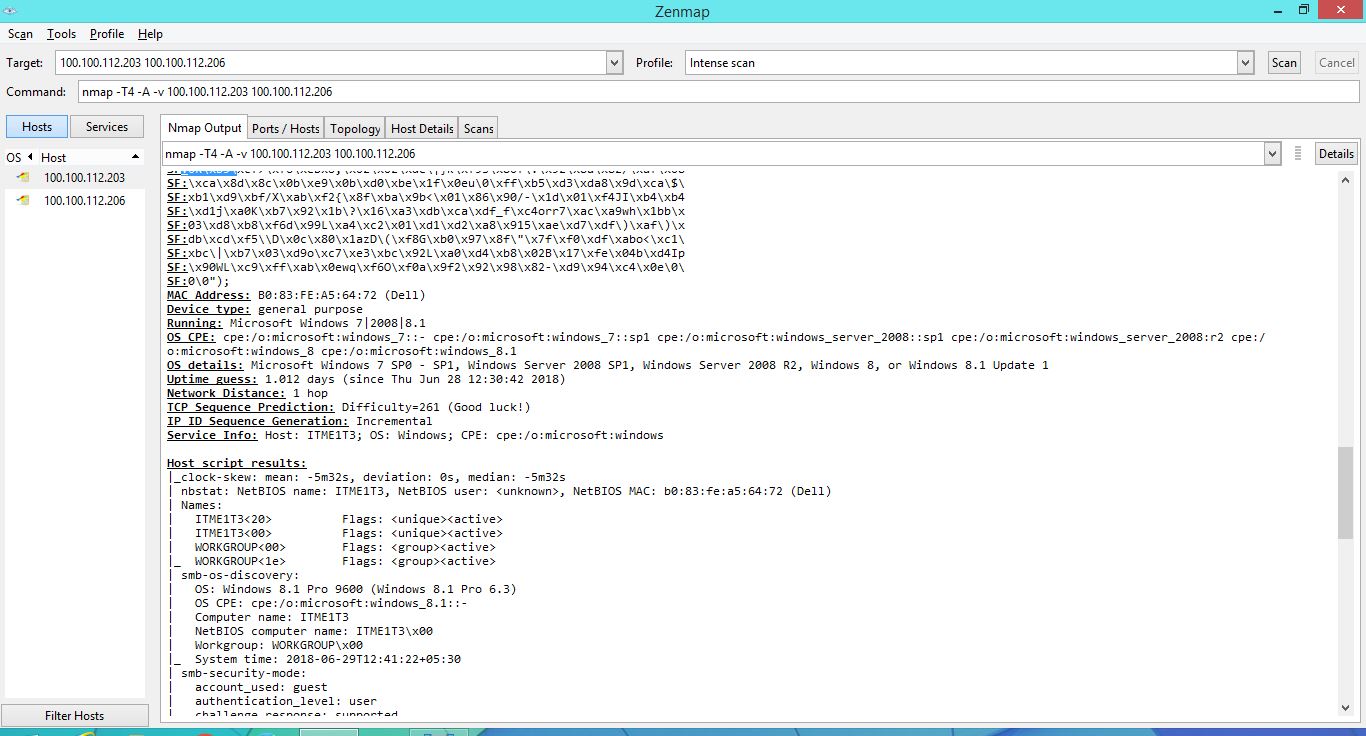 Zenmap
Scan Tools Profile Help
Target: 100.100.112.203 100.100.112.206 Profile: Intense scan Scan Cancel
Command: nmap -T4 -A -v 100.100.112.203 100.100.112.206
Hosts Services
Nmap Output Ports / Hosts Topology Host Details Scans
OS Host
100.100.112.203
100.100.112.206
Filter Hosts
nmap -T4 -A -v 100.100.112.203 100.100.112.206 Details
SF:\xca\x8d\x8c\x0b\xe9\x0b\xd0\xbe\x1f\x0eu\0\xff\xb5\xd3\xda8\x9d\xca\$\
SF:xb1\xd9\xbf/X\xab\xf2{\x8f\xba\x9b<\x01\x86\x90/-\x1d\x01\xf4JI\xb4\xb4
SF:\xd1j\xa0K\xb7\x92\x1b\?\x16\xa3\xdb\xca\xdf_f\xc4orr7\xac\xa9wh\x1bb\x
SF:03\xd8\xb8\xf6d\x99L\xa4\xc2\x01\xd1\xd2\xa8\x915\xae\xd7\xdf\)\xaf\)\x
SF:db\xcd\xf5\\D\x0c\x80\x1azD\(\xf8G\xb0\x97\x8f\"\x7f\xf0\xdf\xabo<\xc1\
SF:xbc\|\xb7\x03\xd9o\xc7\xe3\xbc\x92L\xa0\xd4\xb8\x02B\x17\xfe\x04b\xd4Ip
SF:\x90WL\xc9\xff\xab\x0ewq\xf6O\xf0a\x9f2\x92\x98\x82-\xd9\x94\xc4\x0e\0\
SF:0\0");
MAC Address: B0:83:FE:A5:64:72 (Dell)
Device type: general purpose
Running: Microsoft Windows 7|2008|8.1
OS CPE: cpe:/o:microsoft:windows_7::- cpe:/o:microsoft:windows_7::sp1 cpe:/o:microsoft:windows_server_2008::sp1 cpe:/o:microsoft:windows_server_2008:r2 cpe:/
o:microsoft:windows_8 cpe:/o:microsoft:windows_8.1
OS details: Microsoft Windows 7 SP0 - SP1, Windows Server 2008 SP1, Windows Server 2008 R2, Windows 8, or Windows 8.1 Update 1
Uptime guess: 1.012 days (since Thu Jun 28 12:30:42 2018)
Network Distance: 1 hop
TCP Sequence Prediction: Difficulty=261 (Good luck!)
IP ID Sequence Generation: Incremental
Service Info: Host: ITME1T3; OS: Windows; CPE: cpe:/o:microsoft:windows
Host script results:
|_clock-skew: mean: -5m32s, deviation: 0s, median: -5m32s
| nbstat: NetBIOS name: ITME1T3, NetBIOS user: <unknown>, NetBIOS MAC: b0:83:fe:a5:64:72 (Dell)
| Names:
|   ITME1T3<20>          Flags: <unique><active>
|   ITME1T3<00>          Flags: <unique><active>
|   WORKGROUP<00>        Flags: <group><active>
|_  WORKGROUP<1e>        Flags: <group><active>
| smb-os-discovery:
|   OS: Windows 8.1 Pro 9600 (Windows 8.1 Pro 6.3)
|   OS CPE: cpe:/o:microsoft:windows_8.1::-
|   Computer name: ITME1T3
|   NetBIOS computer name: ITME1T3\x00
|   Workgroup: WORKGROUP\x00
|_  System time: 2018-06-29T12:41:22+05:30
| smb-security-mode:
|   account_used: guest
|   authentication_level: user
|   challenge_response: supported